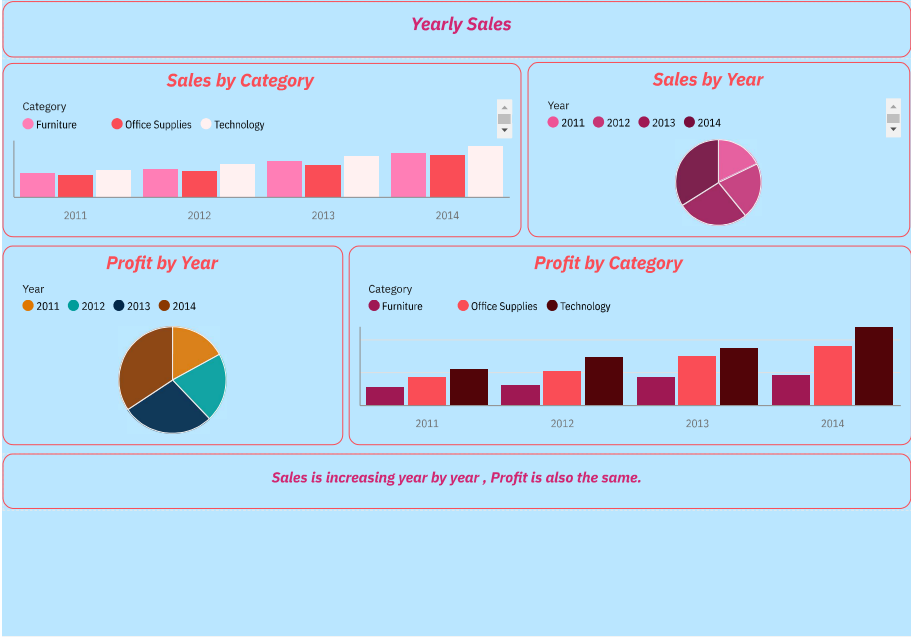 Yearly Sales
Sales by Category
Category
Furniture Office Supplies Technology
2011 2012 2013 2014
Sales by Year
Year
2011 2012 2013 2014
Profit by Year
Year
2011 2012 2013 2014
Profit by Category
Category
Furniture Office Supplies Technology
2011 2012 2013 2014
Sales is increasing year by year , Profit is also the same.